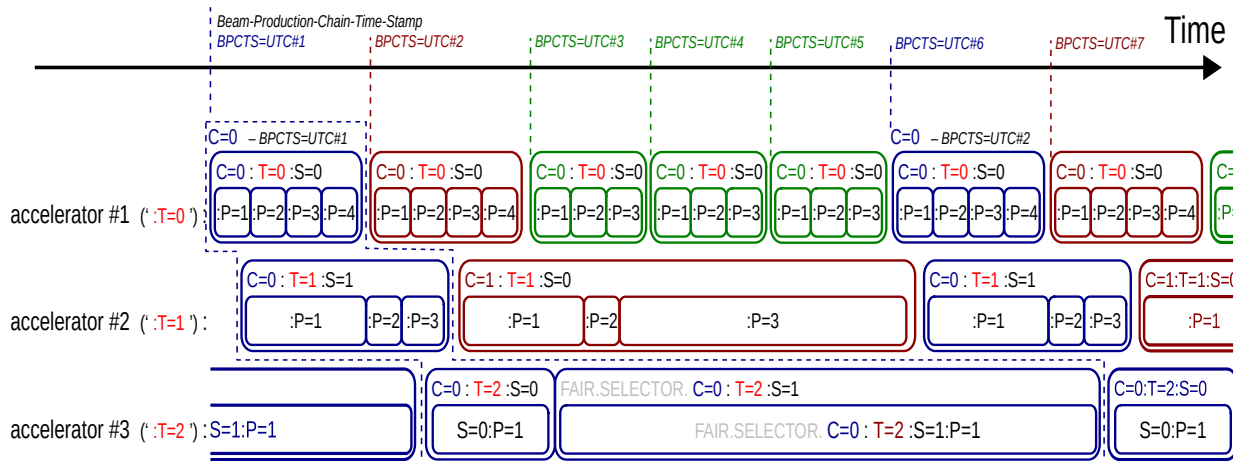 Beam-Production-Chain-Time-Stamp
BPCTS=UTC#1 BPCTS=UTC#2 BPCTS=UTC#3 BPCTS=UTC#4 BPCTS=UTC#5 BPCTS=UTC#6 BPCTS=UTC#7 Time
C=0 – BPCTS=UTC#1 C=0 – BPCTS=UTC#2
C=0 : T=0 :S=0 C=0 : T=0 :S=0 C=0 : T=0 :S=0 C=0 : T=0 :S=0 C=0 : T=0 :S=0 C=0 : T=0 :S=0 C=0 : T=0 :S=0 C=
accelerator #1 (‘ :T=0 ’) : :P=1 :P=2 :P=3 :P=4 :P=1 :P=2 :P=3 :P=4 :P=1 :P=2 :P=3 :P=1 :P=2 :P=3 :P=1 :P=2 :P=3 :P=1 :P=2 :P=3 :P=4 :P=1 :P=2 :P=3 :P=4 :P=
C=0 : T=1 :S=1 C=1 : T=1 :S=0 C=0 : T=1 :S=1 C=1:T=1:S=0
accelerator #2 (‘ :T=1 ’) : :P=1 :P=2 :P=3 :P=1 :P=2 :P=3 :P=1 :P=2 :P=3 :P=1
C=0 : T=2 :S=0 FAIR.SELECTOR. C=0 : T=2 :S=1 C=0:T=2:S=0
accelerator #3 (‘ :T=2 ’) : S=1:P=1 S=0:P=1 FAIR.SELECTOR. C=0 : T=2 :S=1:P=1 S=0:P=1